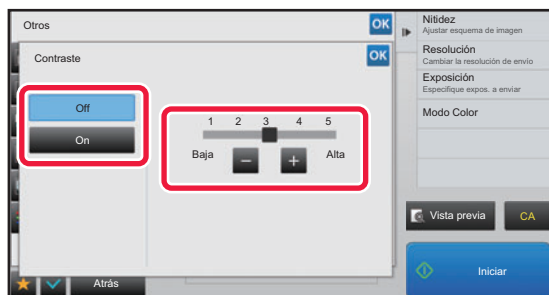 Otros
OK
Contraste
OK
Off
On
1 2 3 4 5
Baja
Alta
Atrás
Nitidez
Ajustar esquema de imagen
Resolución
Cambiar la resolución de envío
Exposición
Especifique expos. a enviar
Modo Color
Vista previa
CA
Iniciar